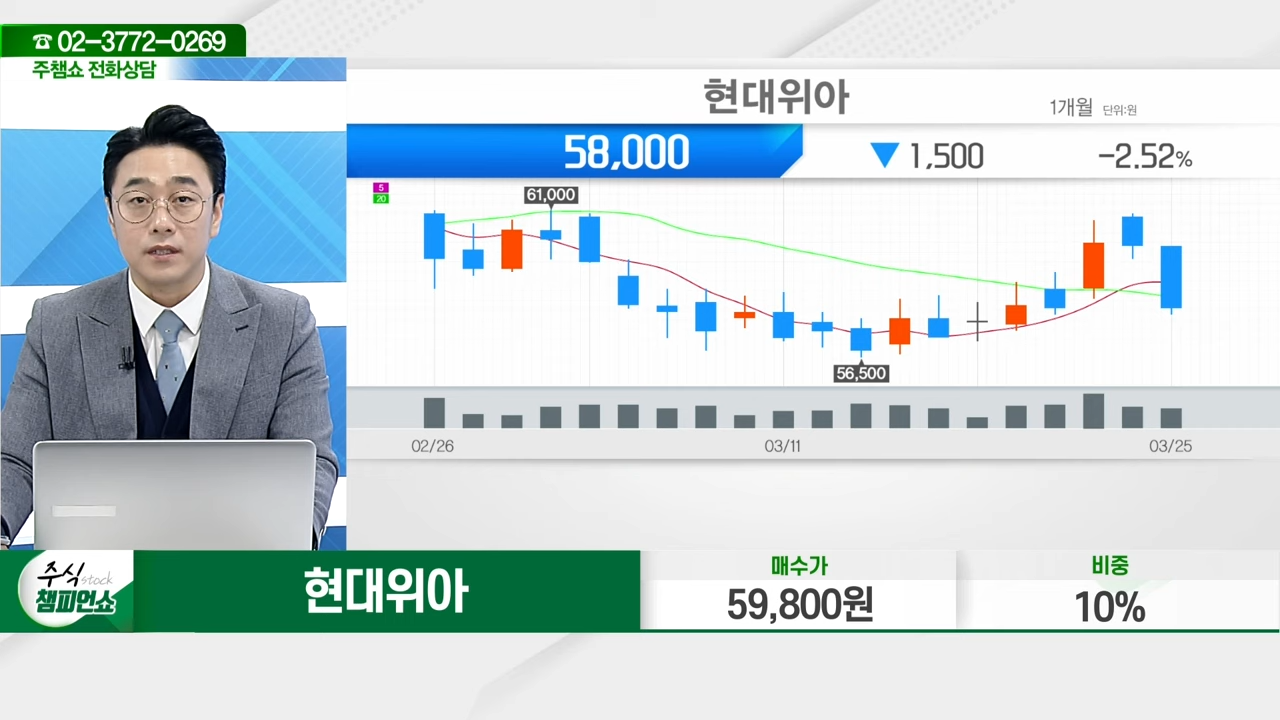 ☎ 02-3772-0269
주챔쇼 전화상담
현대위아
1개월 단위:원
58,000 ▼ 1,500 -2.52%
5
20
61,000
56,500
02/26 03/11 03/25
주식 stock
챔피언쇼
현대위아
매수가
59,800원
비중
10%